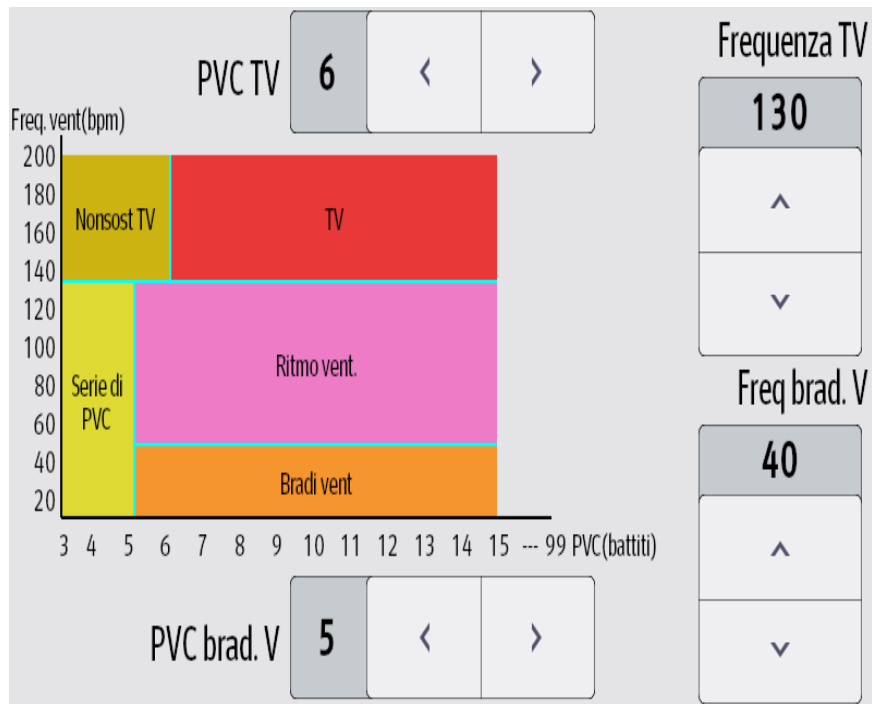 PVC TV 6 < >
Frequenza TV
130
Freq. vent(bpm)
200
180
160
140
120
100
80
60
40
20
Nonsost TV
TV
Serie di
PVC
Ritmo vent.
Bradi vent
3 4 5 6 7 8 9 10 11 12 13 14 15 --- 99 PVC(battiti)
Freq brad. V
40
PVC brad. V 5 < >